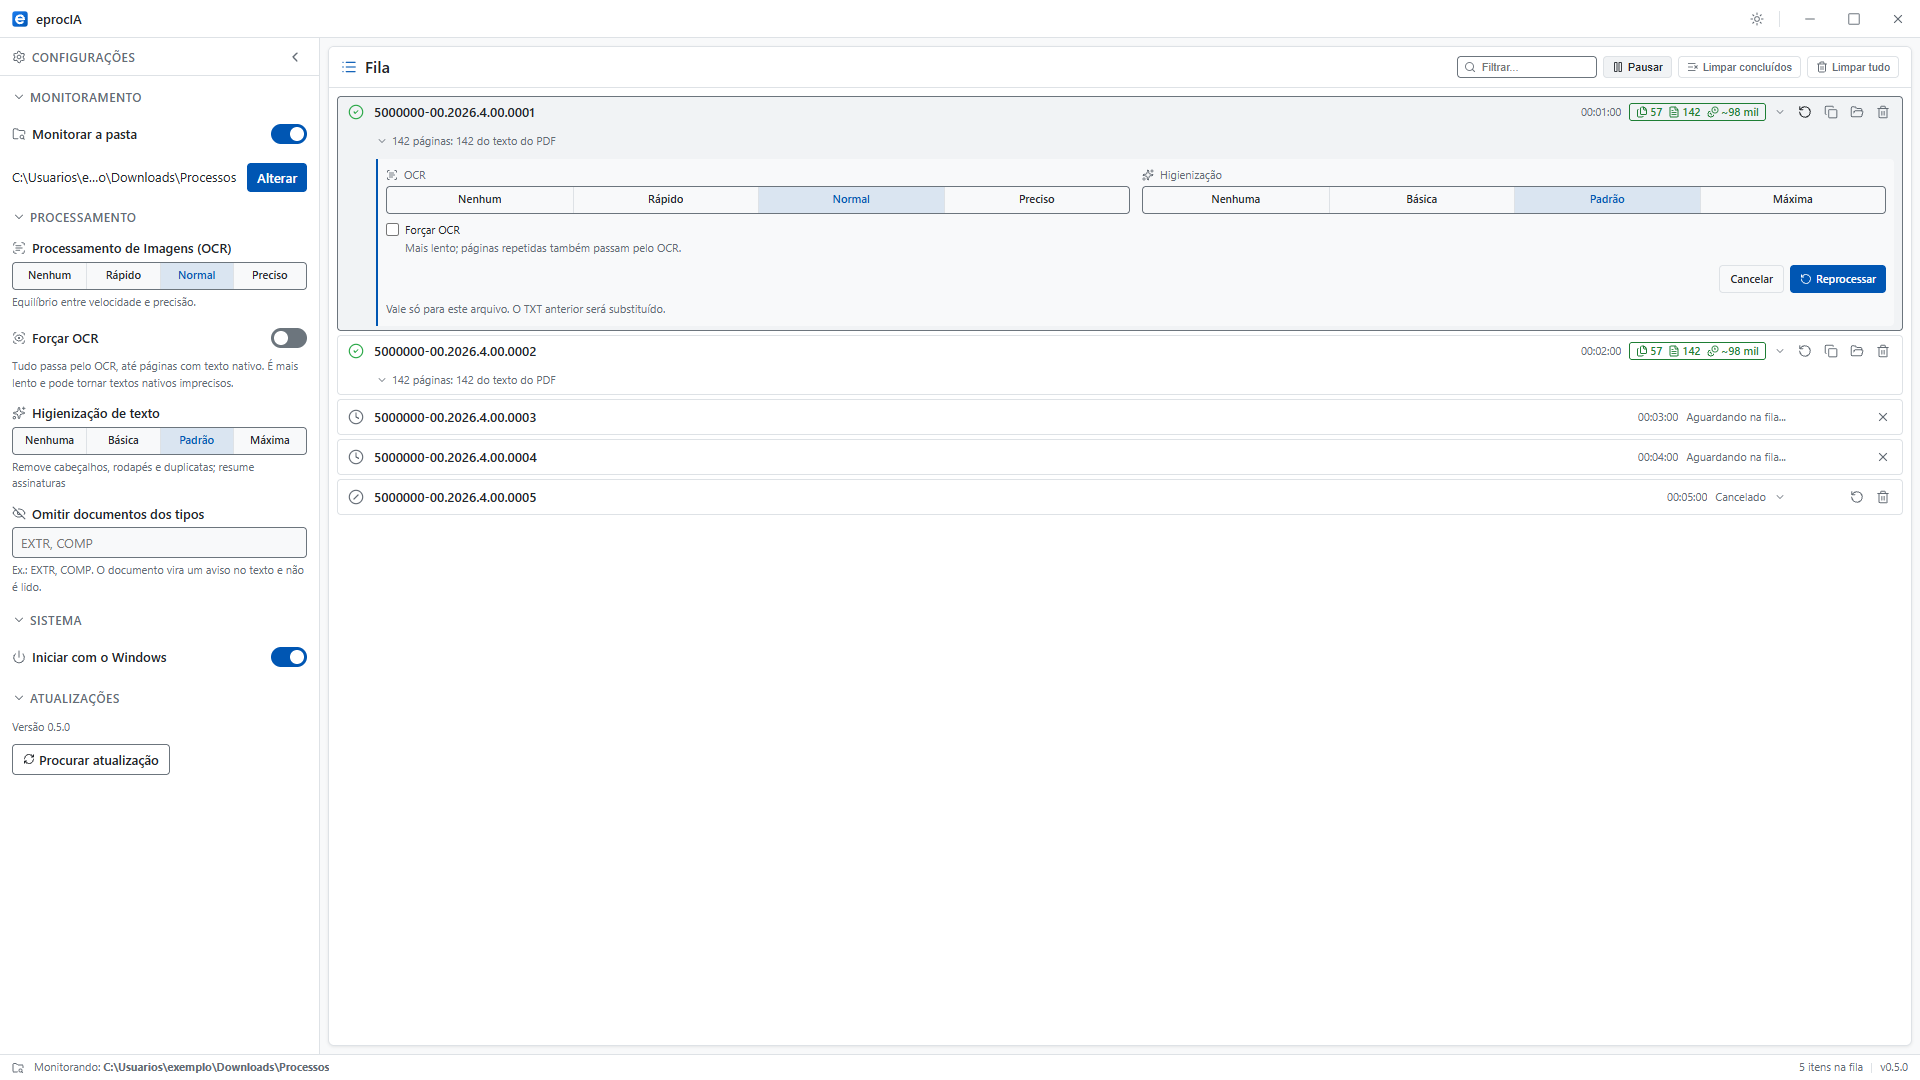 eprocIA
CONFIGURAÇÕES
MONITORAMENTO
Monitorar a pasta
C:\Usuarios\e...o\Downloads\Processos
Alterar
PROCESSAMENTO
Processamento de Imagens (OCR)
Nenhum Rápido Normal Preciso
Equilíbrio entre velocidade e precisão.
Forçar OCR
Tudo passa pelo OCR, até páginas com texto nativo. É mais
lento e pode tornar textos nativos imprecisos.
Higienização de texto
Nenhuma Básica Padrão Máxima
Remove cabeçalhos, rodapés e duplicatas; resume
assinaturas
Omitir documentos dos tipos
EXTR, COMP
Ex.: EXTR, COMP. O documento vira um aviso no texto e não
é lido.
SISTEMA
Iniciar com o Windows
ATUALIZAÇÕES
Versão 0.5.0
Procurar atualização
Fila
Filtrar...
Pausar
Limpar concluídos
Limpar tudo
5000000-00.2026.4.00.0001 00:01:00 57 142 ~98 mil
142 páginas: 142 do texto do PDF
OCR
Nenhum Rápido Normal Preciso
Higienização
Nenhuma Básica Padrão Máxima
Forçar OCR
Mais lento; páginas repetidas também passam pelo OCR.
Cancelar Reprocessar
Vale só para este arquivo. O TXT anterior será substituído.
5000000-00.2026.4.00.0002 00:02:00 57 142 ~98 mil
142 páginas: 142 do texto do PDF
5000000-00.2026.4.00.0003 00:03:00 Aguardando na fila...
5000000-00.2026.4.00.0004 00:04:00 Aguardando na fila...
5000000-00.2026.4.00.0005 00:05:00 Cancelado
Monitorando: C:\Usuarios\exemplo\Downloads\Processos
5 itens na fila v0.5.0